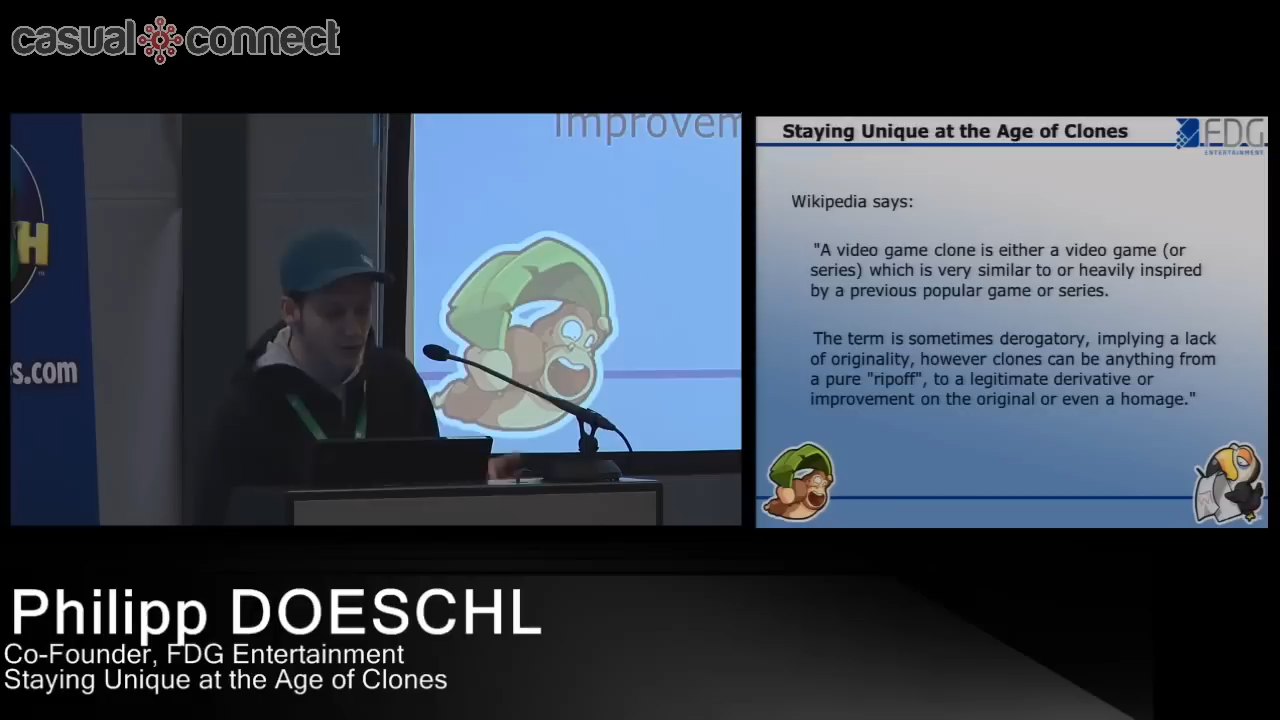 casual connect
Improvem
H
s.com
Staying Unique at the Age of Clones
FDG
ENTERTAINMENT
Wikipedia says:
"A video game clone is either a video game (or
series) which is very similar to or heavily inspired
by a previous popular game or series.
The term is sometimes derogatory, implying a lack
of originality, however clones can be anything from
a pure "ripoff", to a legitimate derivative or
improvement on the original or even a homage."
Philipp DOESCHL
Co-Founder, FDG Entertainment
Staying Unique at the Age of Clones